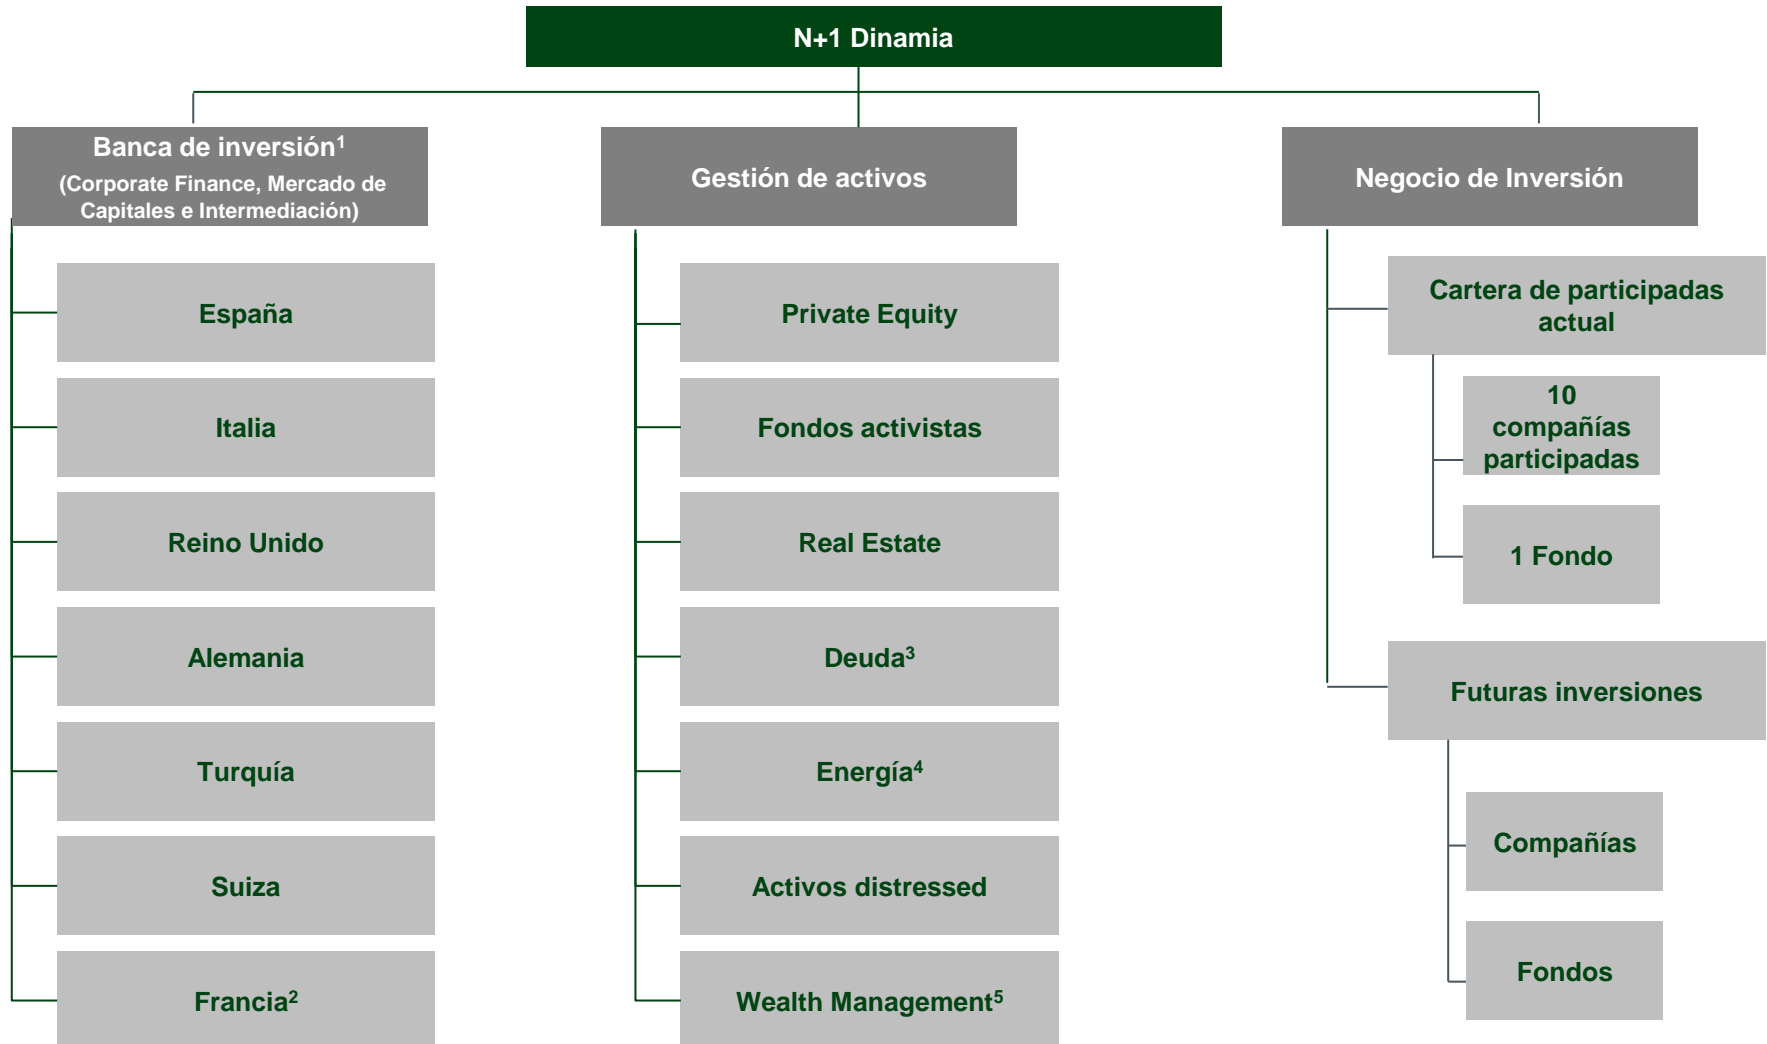 N+1 Dinamia
Banca de inversión¹
(Corporate Finance, Mercado de
Capitales e Intermediación)
España
Italia
Reino Unido
Alemania
Turquía
Suiza
Francia²
Gestión de activos
Private Equity
Fondos activistas
Real Estate
Deuda³
Energía⁴
Activos distressed
Wealth Management⁵
Negocio de Inversión
Cartera de participadas
actual
10
compañías
participadas
1 Fondo
Futuras inversiones
Compañías
Fondos